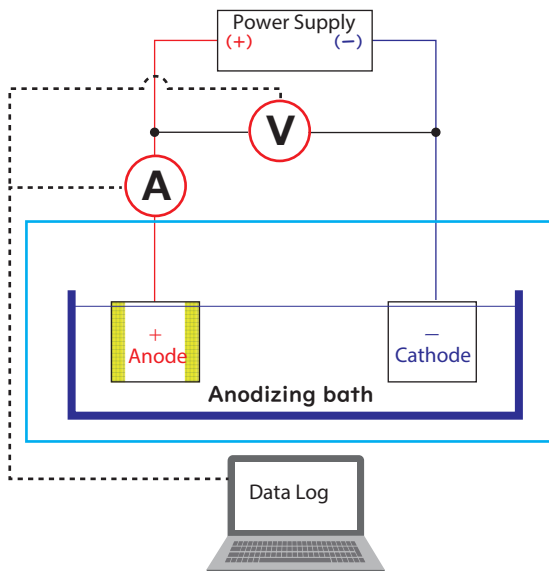 Power Supply
(+) (−)
V
A
+
Anode
−
Cathode
Anodizing bath
Data Log